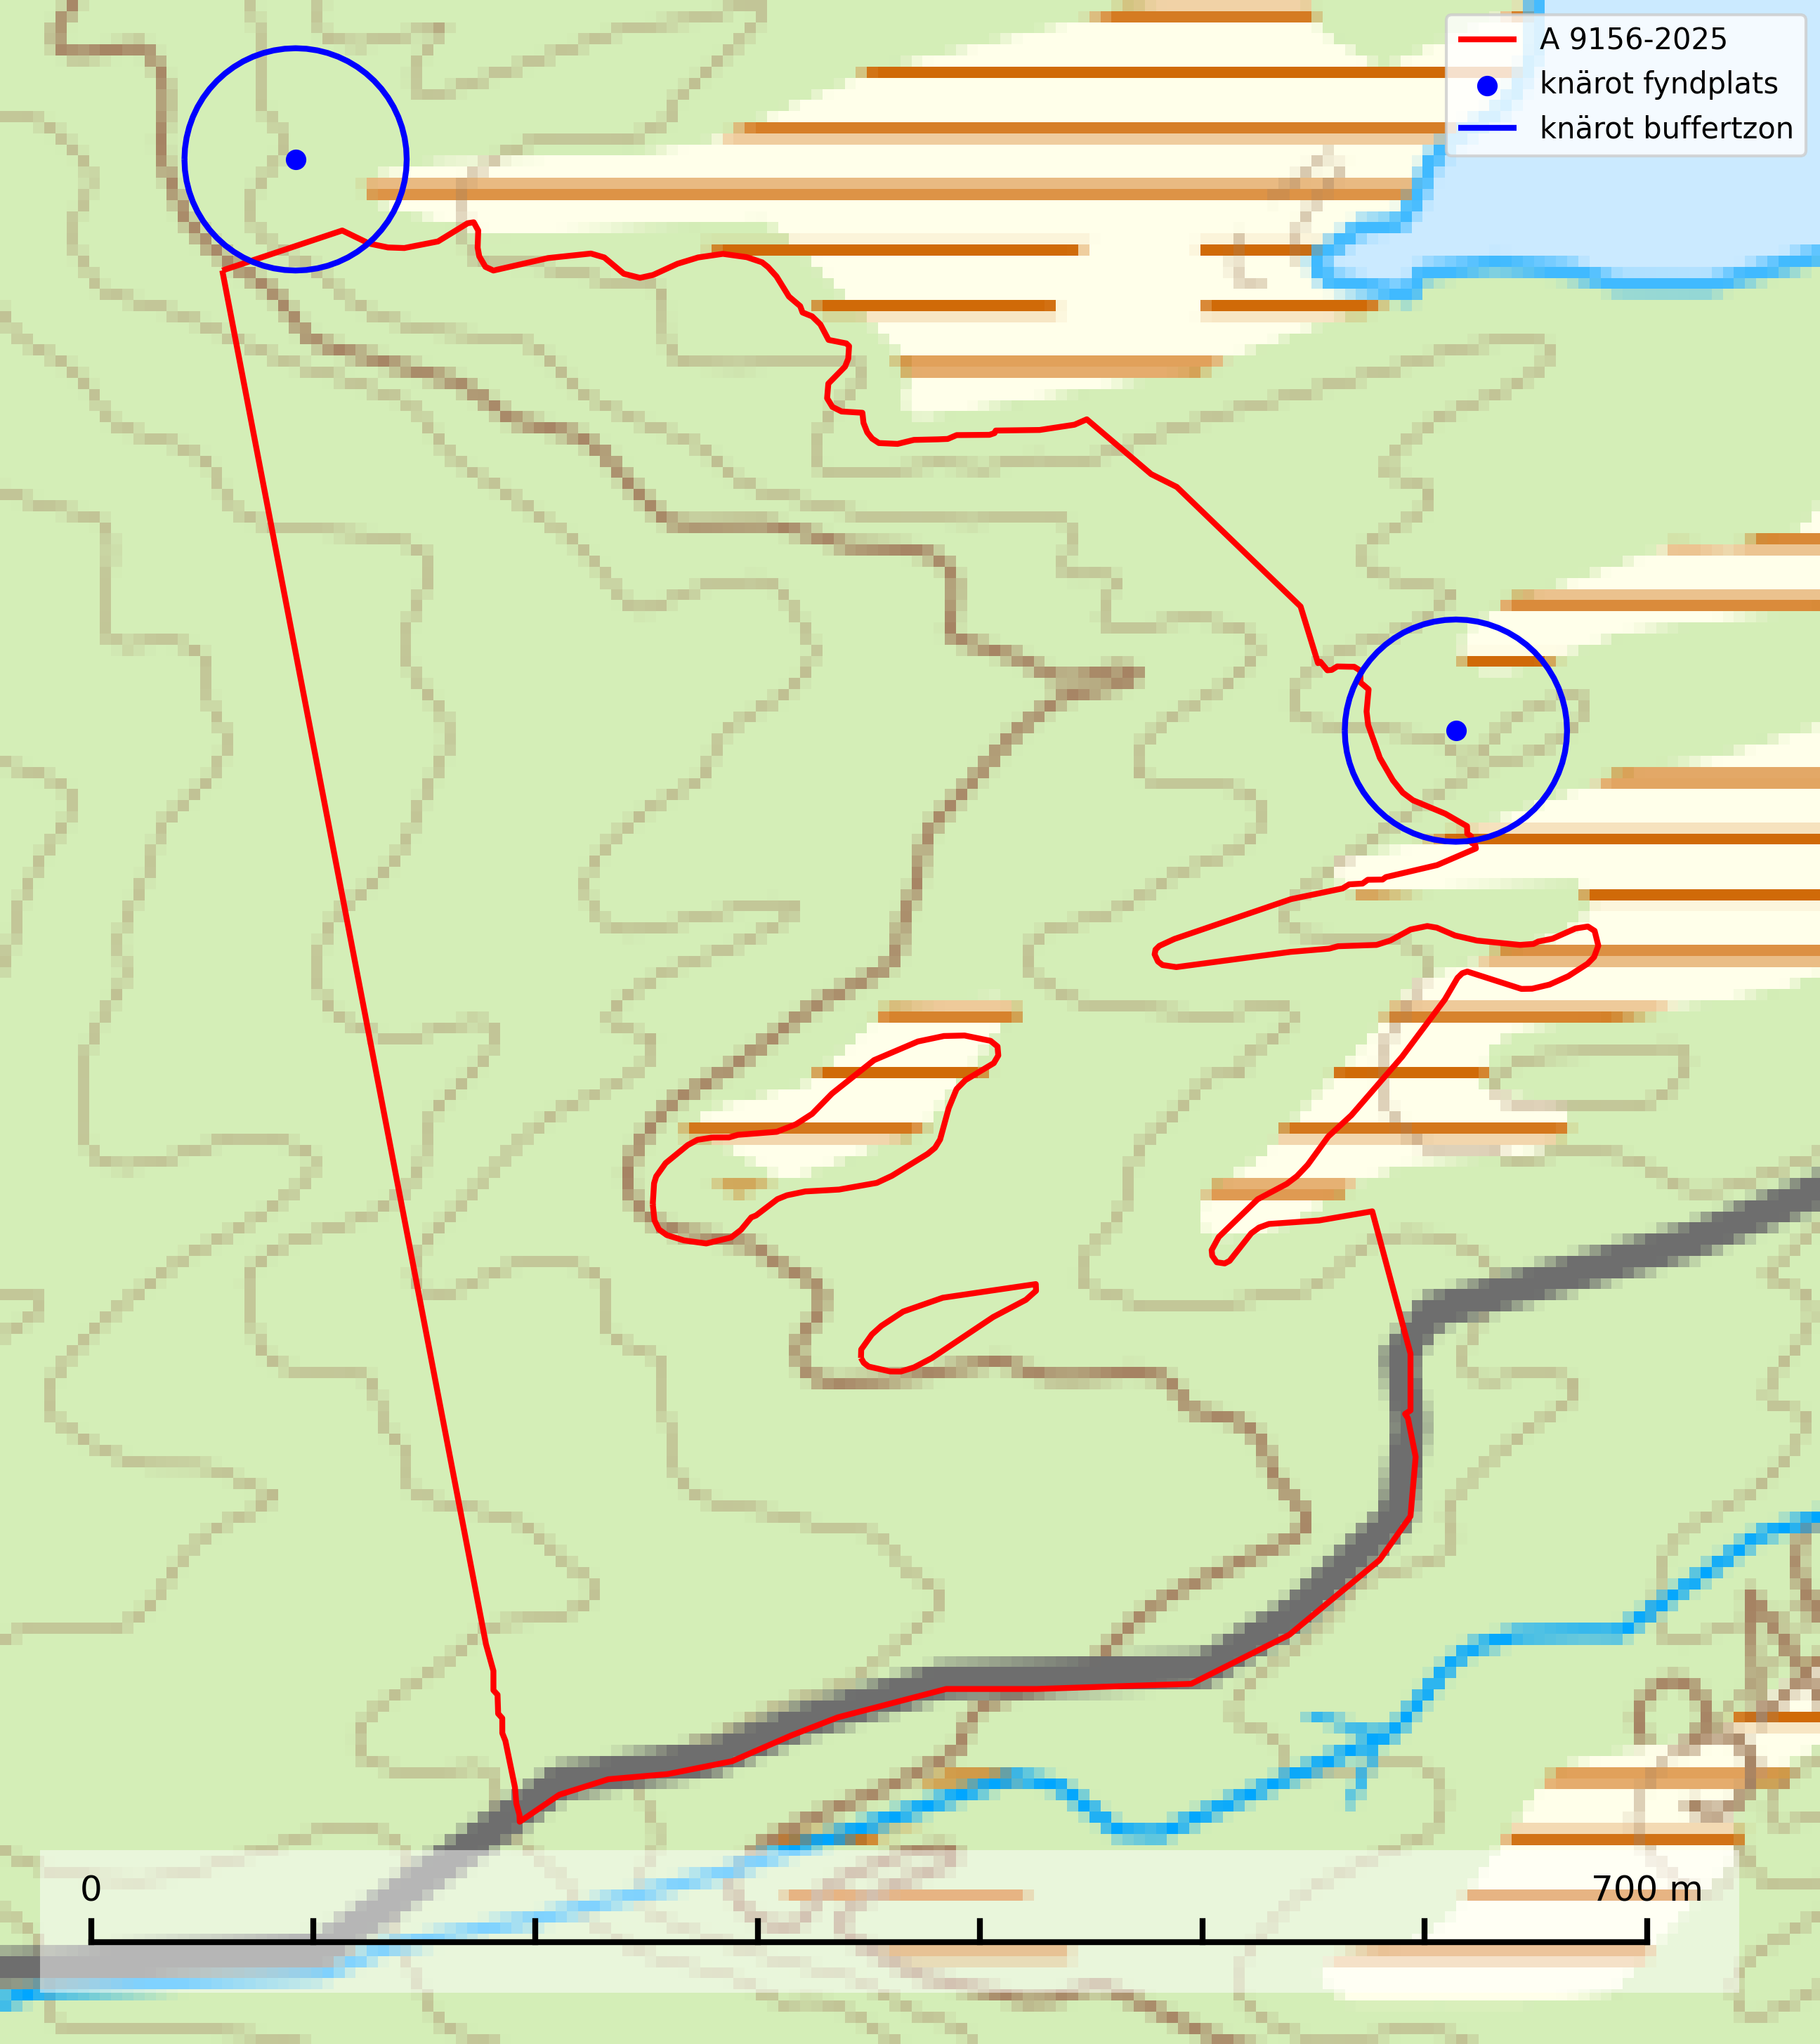 A 9156-2025
knärot fyndplats
knärot buffertzon
0
700 m